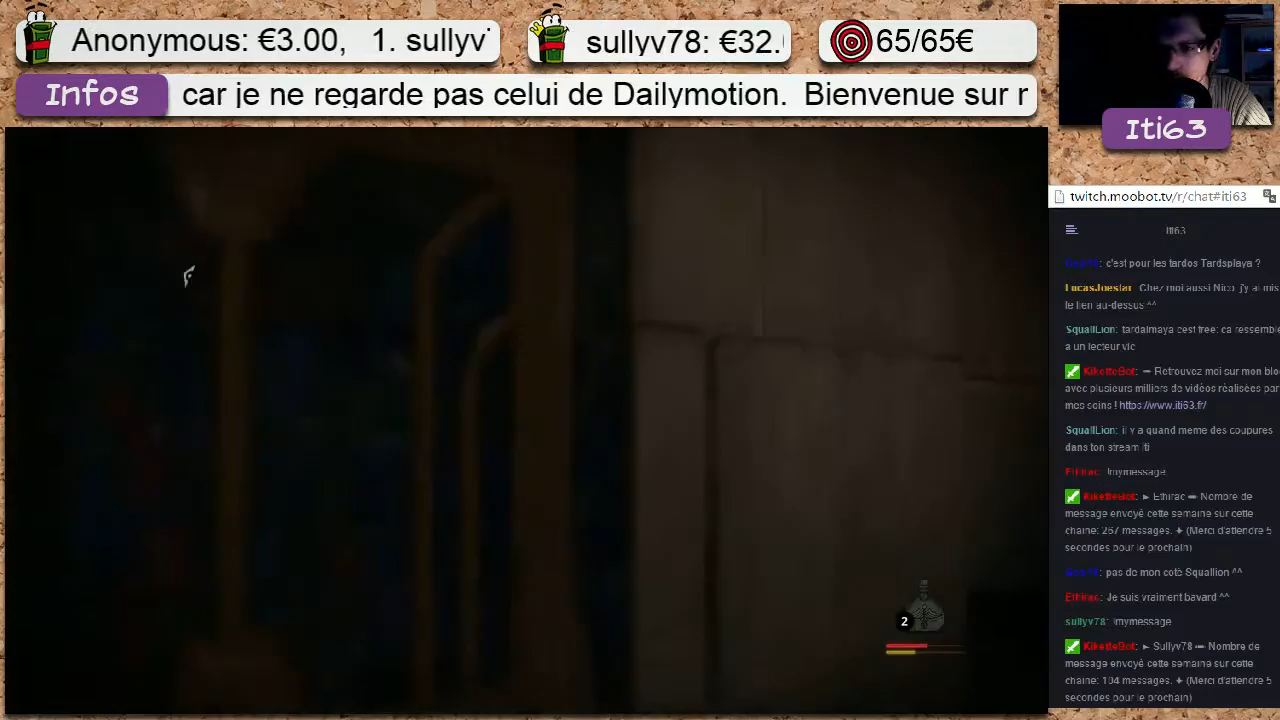 Anonymous: €3.00, 1. sullyv
sullyv78: €32.
65/65€
Infos
car je ne regarde pas celui de Dailymotion. Bienvenue sur r
Iti63
twitch.moobot.tv/r/chat#iti63
Iti63
c'est pour les tardos Tardsplaya ?
LucasJoestar: Chez moi aussi Nico, j'y ai mis
le lien au-dessus ^^
SquallLion: tardalmaya cest free: ca ressemble
a un lecteur vlc
KiketteBot: ➨ Retrouvez moi sur mon blog
avec plusieurs milliers de vidéos réalisées par
mes soins ! https://www.iti63.fr/
SquallLion: il y a quand meme des coupures
dans ton stream iti
Ethirac: !mymessage
KiketteBot: ► Ethirac ➨ Nombre de
message envoyé cette semaine sur cette
chaine: 267 messages. ✦ (Merci d'attendre 5
secondes pour le prochain)
pas de mon coté Squallion ^^
Ethirac: Je suis vraiment bavard ^^
sullyv78: !mymessage
KiketteBot: ► Sullyv78 ➨ Nombre de
message envoyé cette semaine sur cette
chaine: 104 messages. ✦ (Merci d'attendre 5
secondes pour le prochain)
2